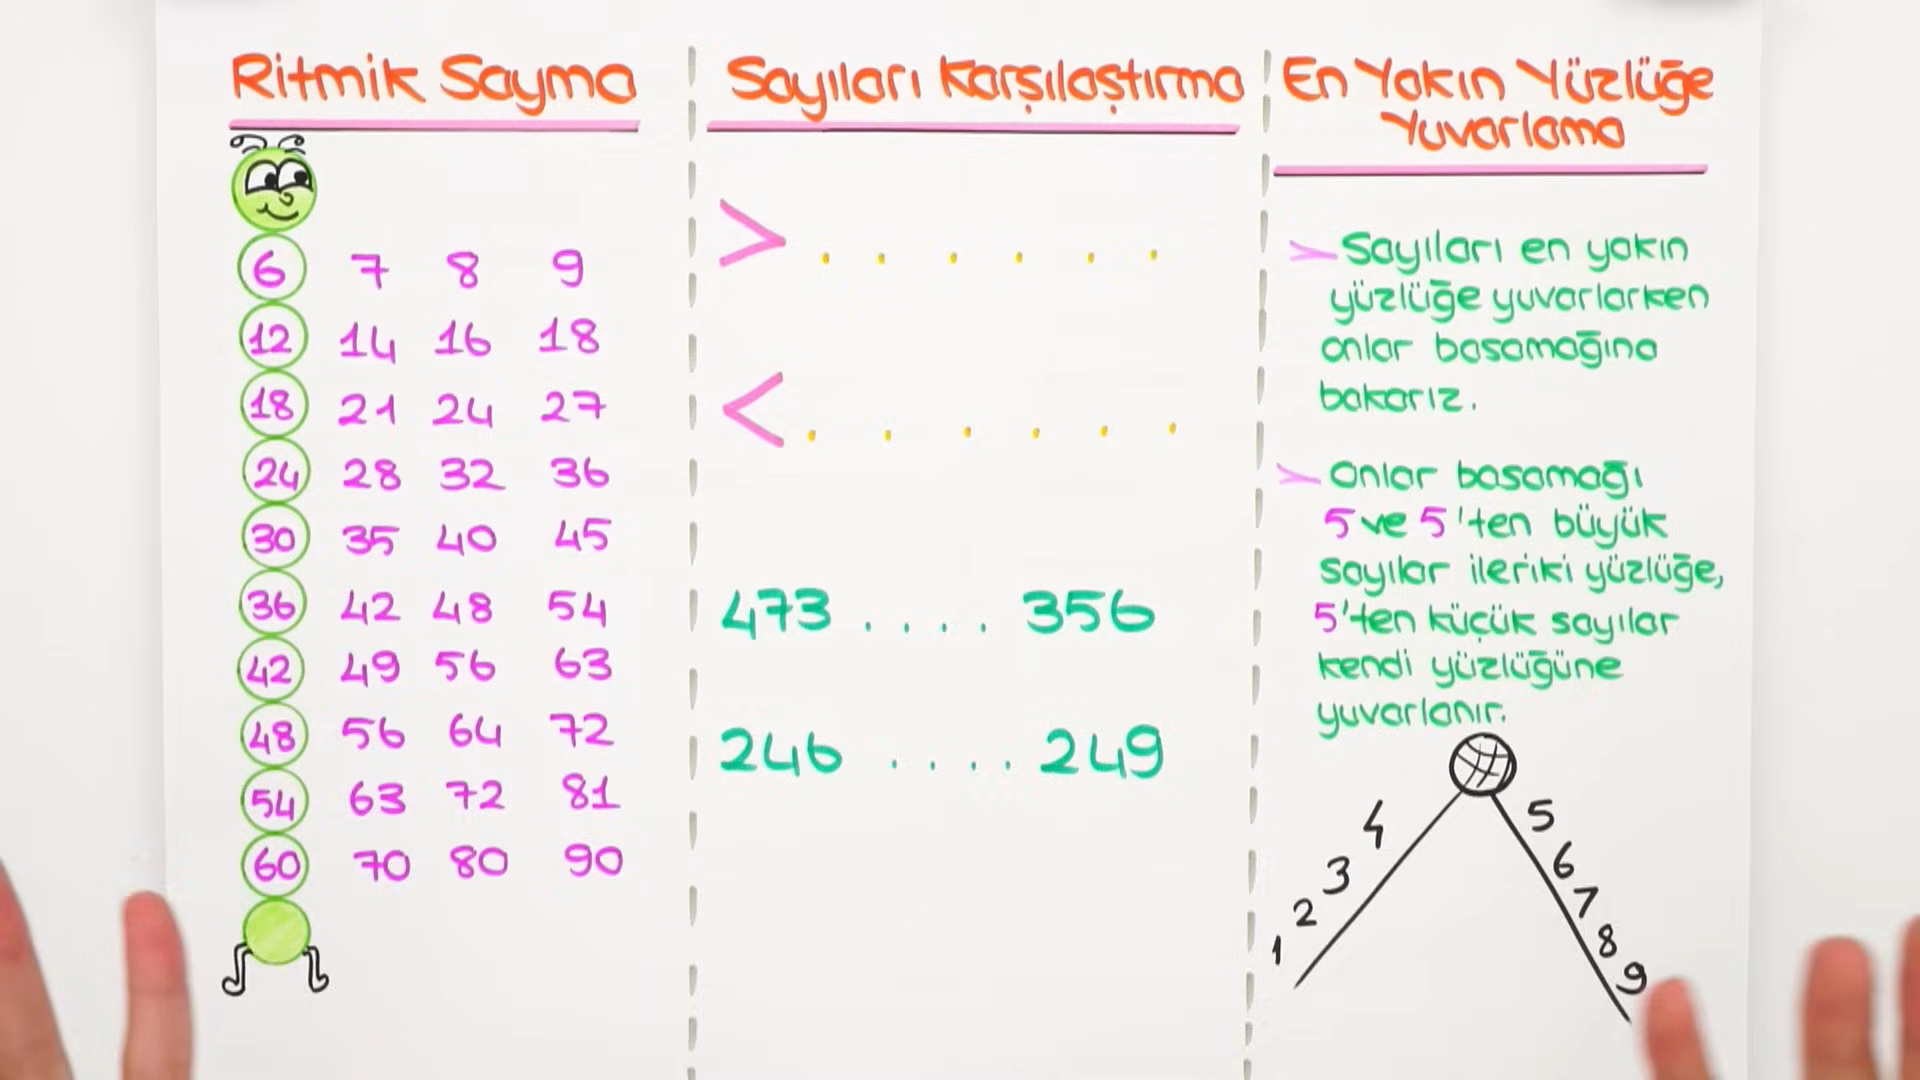 Ritmik Sayma
6 7 8 9
12 14 16 18
18 21 24 27
24 28 32 36
30 35 40 45
36 42 48 54
42 49 56 63
48 56 64 72
54 63 72 81
60 70 80 90
Sayıları Karşılaştırma
> . . . . . .
< . . . . . .
473 . . . . 356
246 . . . . 249
En Yakın Yüzlüğe
Yuvarlama
➤ Sayıları en yakın
yüzlüğe yuvarlarken
onlar basamağına
bakarız.
➤ Onlar basamağı
5 ve 5'ten büyük
sayılar ileriki yüzlüğe,
5'ten küçük sayılar
kendi yüzlüğüne
yuvarlanır.
1 2 3 4
5 6 7 8 9